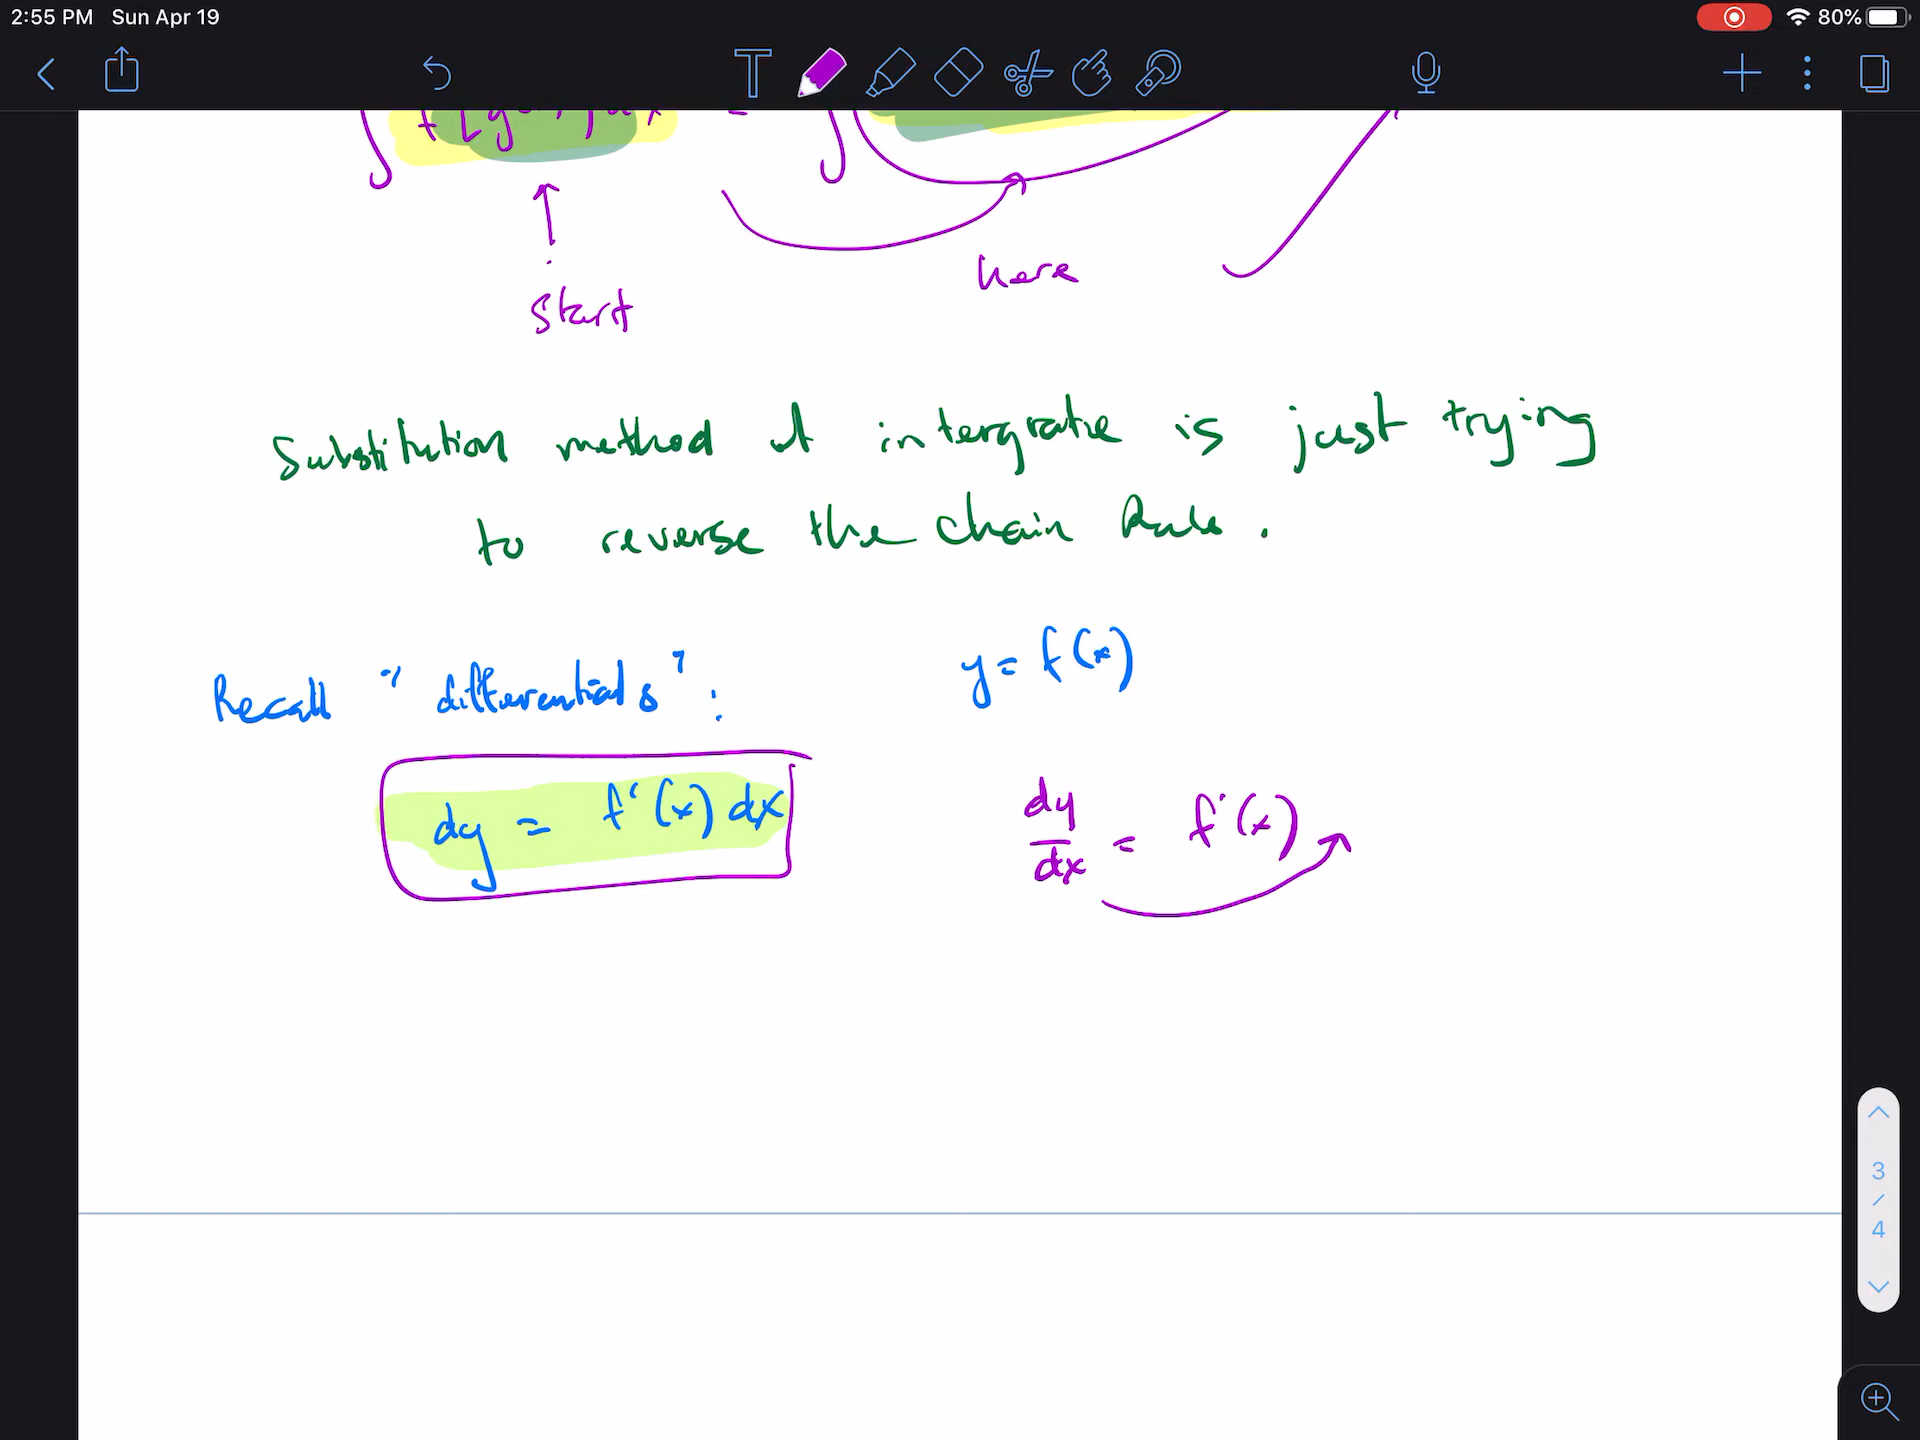 2:55 PM Sun Apr 19
80%
T
start
here
Substitution method of intergratie is just trying
to reverse the chain Rule.
Recall "differentials":
y = f(x)
dy = f'(x) dx
dy/dx = f'(x)
3
/
4